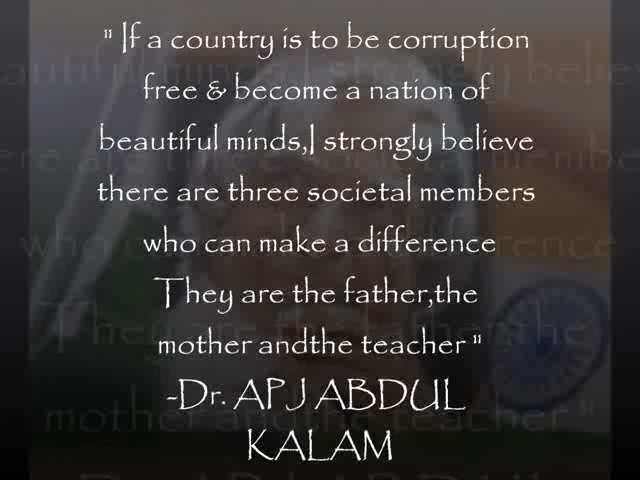 " If a country is to be corruption
free & become a nation of
beautiful minds,I strongly believe
there are three societal members
who can make a difference
They are the father,the
mother andthe teacher "
-Dr. APJ ABDUL
KALAM